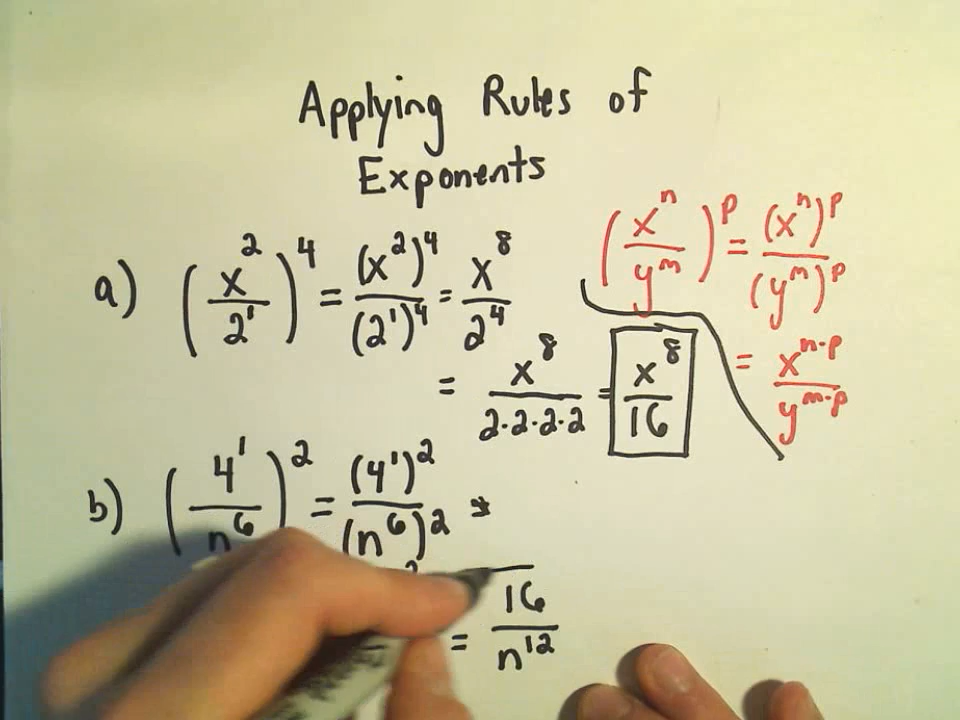 Applying Rules of
Exponents
a) (x^2/2^1)^4 = (x^2)^4/(2^1)^4 = x^8/2^4
= x^8/2·2·2·2 = x^8/16
(x^n/y^m)^p = (x^n)^p/(y^m)^p
= x^n·p/y^m·p
b) (4^1/n^6)^2 = (4^1)^2/(n^6)^2
= 16/n^12